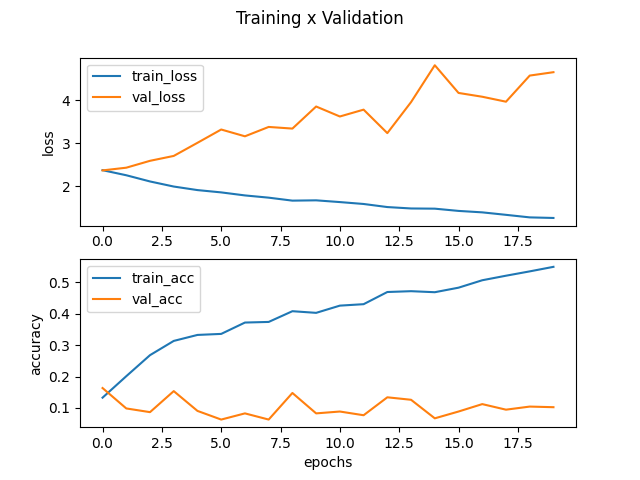 Training x Validation
train_loss
val_loss
loss
4
3
2
0.0 2.5 5.0 7.5 10.0 12.5 15.0 17.5
train_acc
val_acc
accuracy
0.5
0.4
0.3
0.2
0.1
0.0 2.5 5.0 7.5 10.0 12.5 15.0 17.5
epochs